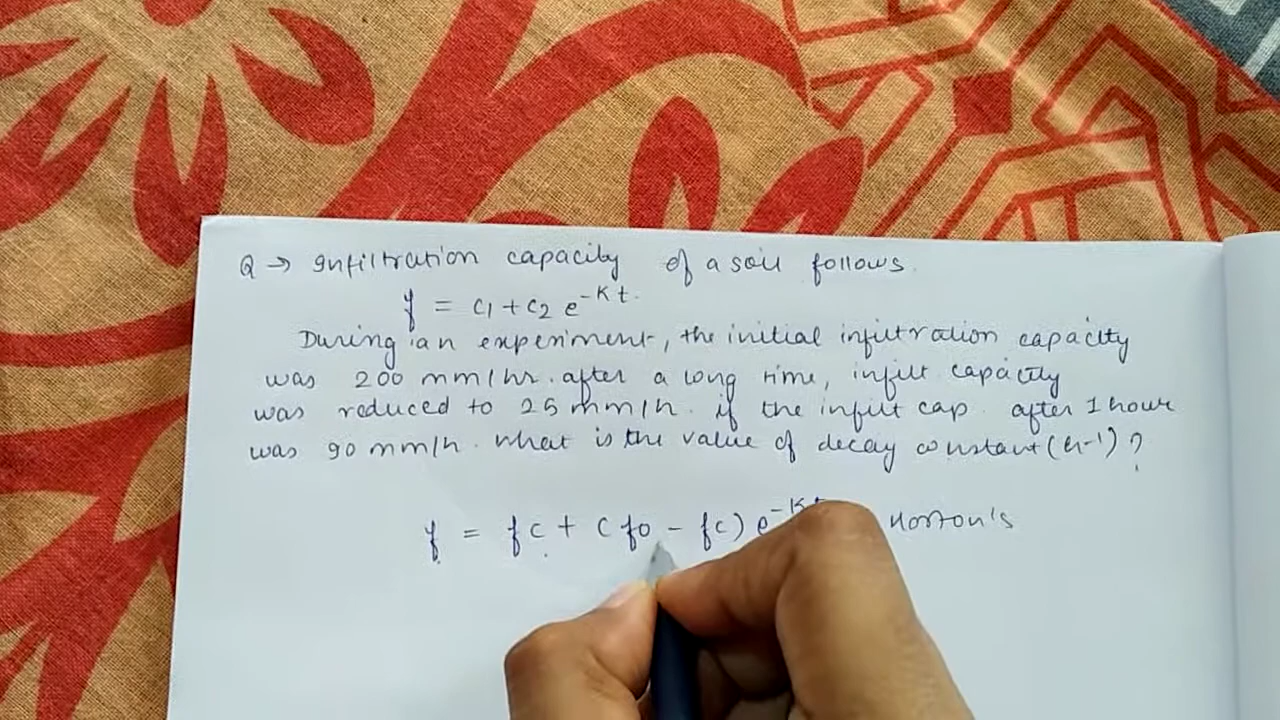 Q → Infiltration capacity of a soil follows.
f = c1 + c2 e^-Kt.
During an experiment, the initial infiltration capacity
was 200 mm/hr. after a long time, infilt. capacity
was reduced to 25 mm/h. if the infilt cap. after 1 hour
was 90 mm/h. what is the value of decay constant (h-1) ?
f = fc + (fo - fc) e^-Kt Horton's